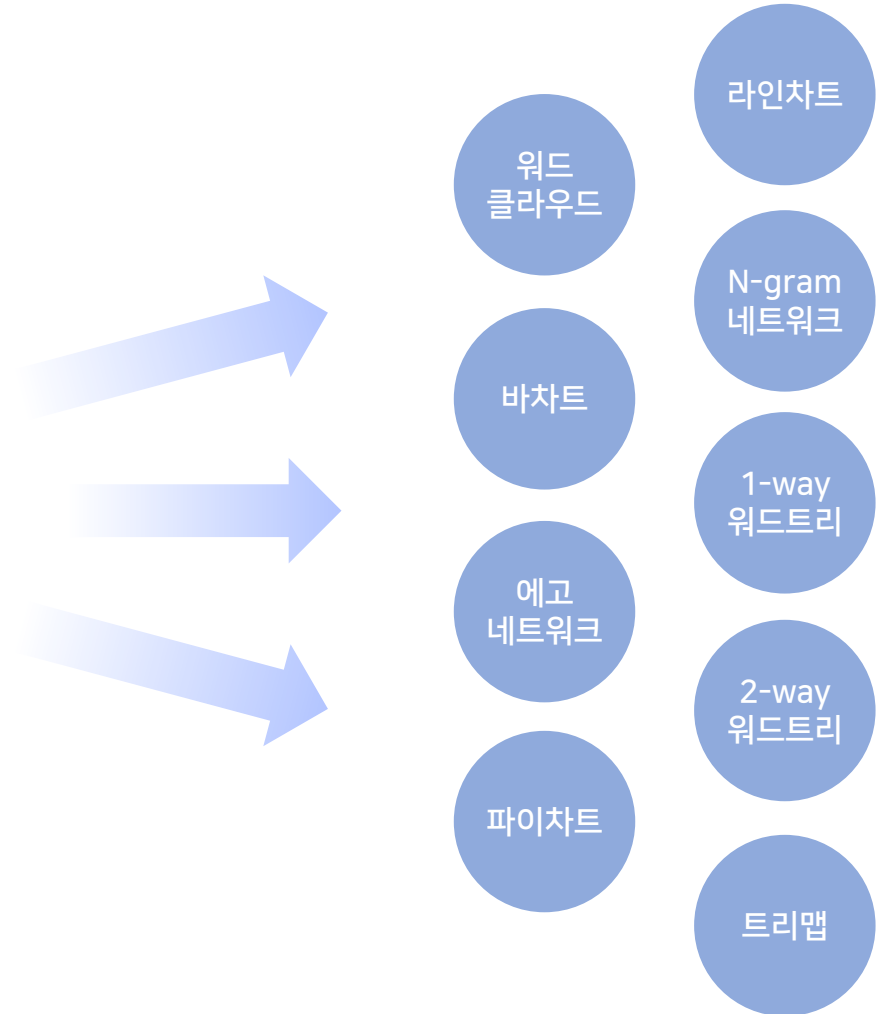 워드
클라우드
바차트
에고
네트워크
파이차트
라인차트
N-gram
네트워크
1-way
워드트리
2-way
워드트리
트리맵